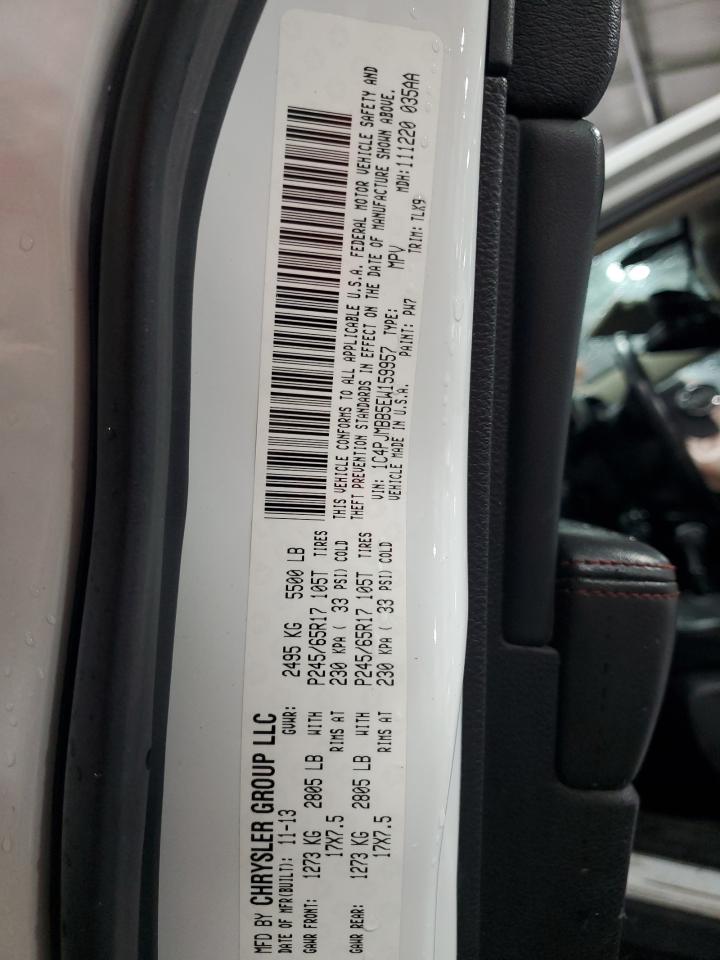 MFD BY CHRYSLER GROUP LLC
DATE OF MFR(BUILT): 11-13 GVWR: 2495 KG 5500 LB
GAWR FRONT: 1273 KG 2805 LB WITH P245/65R17 105T TIRES
17X7.5 RIMS AT 230 KPA ( 33 PSI) COLD
GAWR REAR: 1273 KG 2805 LB WITH P245/65R17 105T TIRES
17X7.5 RIMS AT 230 KPA ( 33 PSI) COLD
THIS VEHICLE CONFORMS TO ALL APPLICABLE U.S.A. FEDERAL MOTOR VEHICLE SAFETY AND
THEFT PREVENTION STANDARDS IN EFFECT ON THE DATE OF MANUFACTURE SHOWN ABOVE.
VIN: 1C4PJMBB5EW159957 TYPE: MPV MDH: 111220 035AA
VEHICLE MADE IN U.S.A. PAINT: PW7 TRIM: TLX9